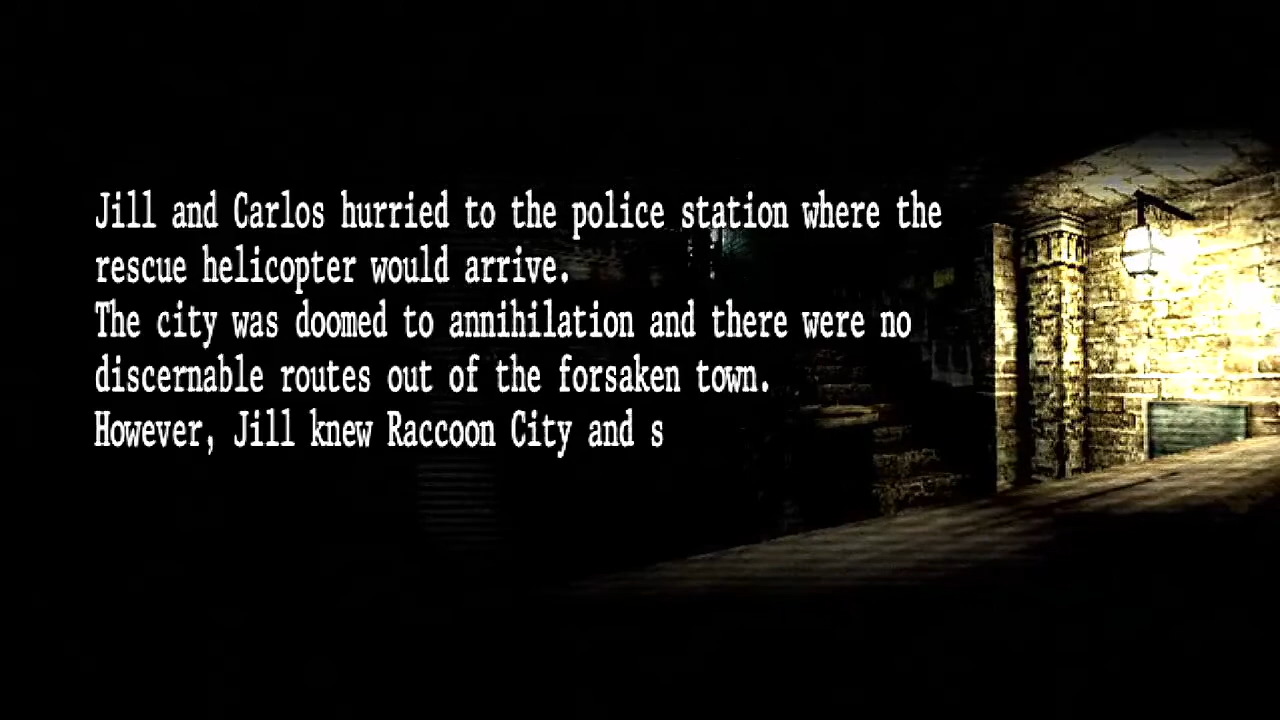 Jill and Carlos hurried to the police station where the
rescue helicopter would arrive.
The city was doomed to annihilation and there were no
discernable routes out of the forsaken town.
However, Jill knew Raccoon City and s